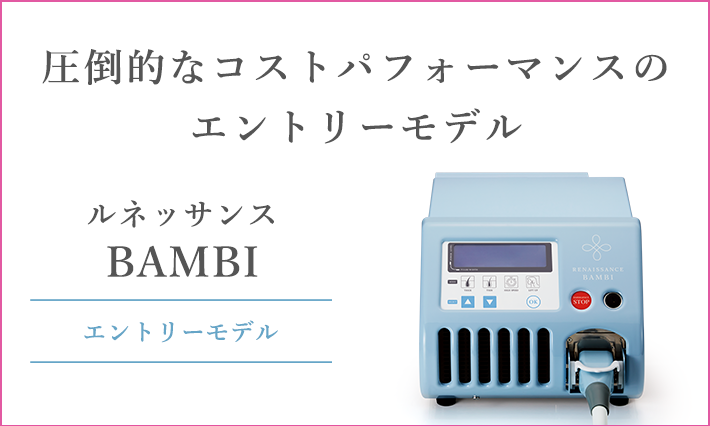 圧倒的なコストパフォーマンスの
エントリーモデル
ルネッサンス
BAMBI
エントリーモデル
RENAISSANCE
BAMBI
STOP
OK